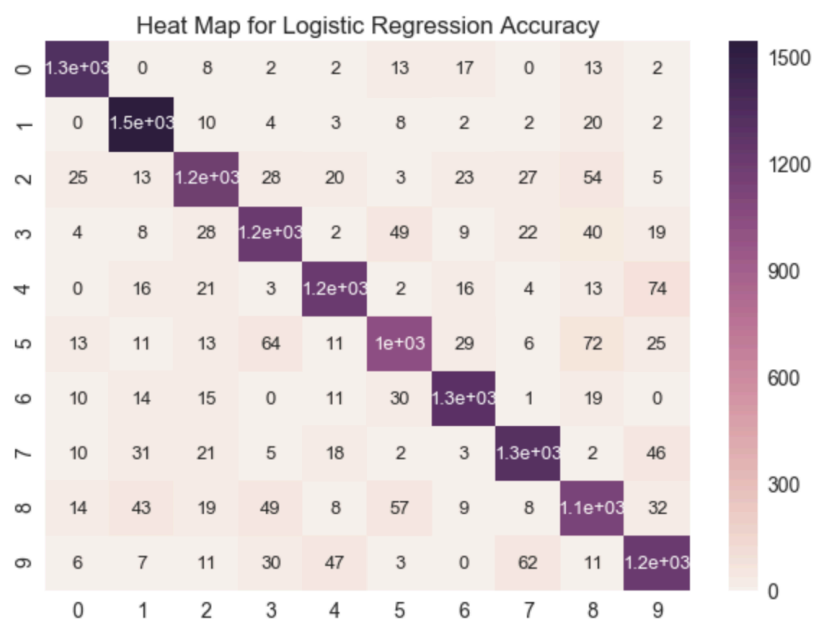 Heat Map for Logistic Regression Accuracy
0 1.3e+03 0 8 2 2 13 17 0 13 2
1 0 1.5e+03 10 4 3 8 2 2 20 2
2 25 13 1.2e+03 28 20 3 23 27 54 5
3 4 8 28 1.2e+03 2 49 9 22 40 19
4 0 16 21 3 1.2e+03 2 16 4 13 74
5 13 11 13 64 11 1e+03 29 6 72 25
6 10 14 15 0 11 30 1.3e+03 1 19 0
7 10 31 21 5 18 2 3 1.3e+03 2 46
8 14 43 19 49 8 57 9 8 1.1e+03 32
9 6 7 11 30 47 3 0 62 11 1.2e+03
0 1 2 3 4 5 6 7 8 9
1500
1200
900
600
300
0